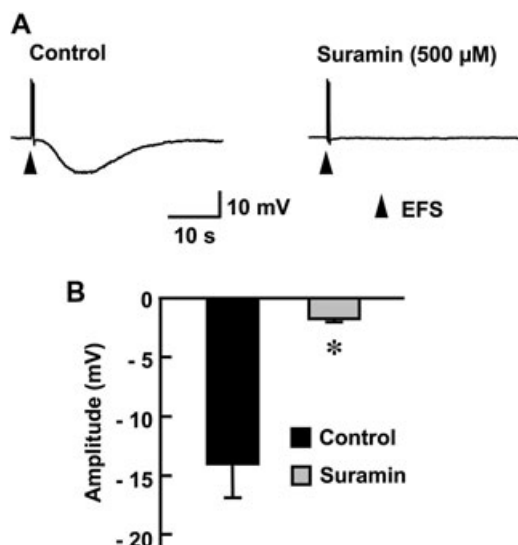 A
Control
Suramin (500 µM)
10 mV
10 s
EFS
B
0
- 5
- 10
- 15
- 20
Amplitude (mV)
*
Control
Suramin